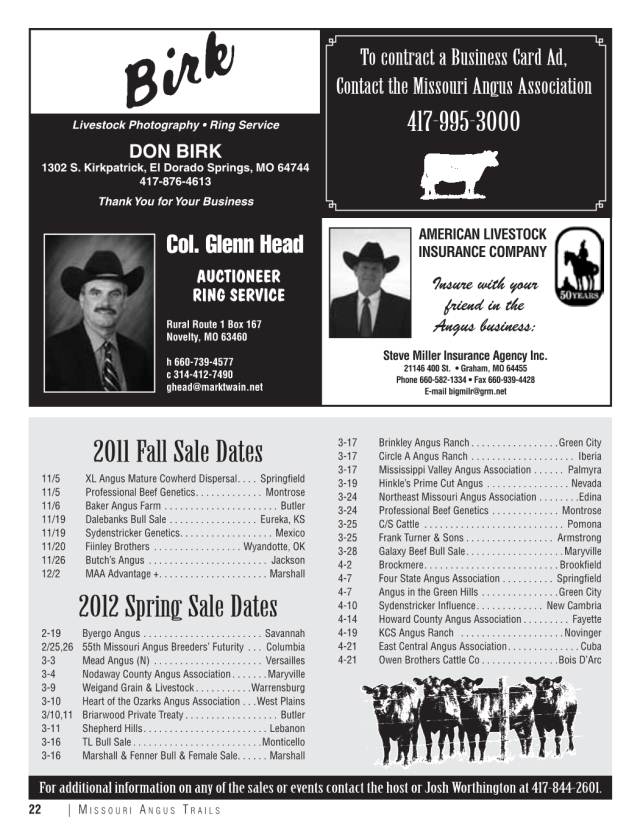 Birk
Livestock Photography • Ring Service
DON BIRK
1302 S. Kirkpatrick, El Dorado Springs, MO 64744
417-876-4613
Thank You for Your Business
To contract a Business Card Ad,
Contact the Missouri Angus Association
417-995-3000
Col. Glenn Head
AUCTIONEER
RING SERVICE
Rural Route 1 Box 167
Novelty, MO 63460
h 660-739-4577
c 314-412-7490
ghead@marktwain.net
AMERICAN LIVESTOCK
INSURANCE COMPANY
50 YEARS
Insure with your
friend in the
Angus business:
Steve Miller Insurance Agency Inc.
21146 400 St. • Graham, MO 64455
Phone 660-582-1334 • Fax 660-939-4428
E-mail bigmilr@grm.net
2011 Fall Sale Dates
11/5 XL Angus Mature Cowherd Dispersal.... Springfield
11/5 Professional Beef Genetics............. Montrose
11/6 Baker Angus Farm ...................... Butler
11/19 Dalebanks Bull Sale ................. Eureka, KS
11/19 Sydenstricker Genetics.................. Mexico
11/20 Fiinley Brothers ................. Wyandotte, OK
11/26 Butch's Angus ....................... Jackson
12/2 MAA Advantage +..................... Marshall
2012 Spring Sale Dates
2-19 Byergo Angus ....................... Savannah
2/25,26 55th Missouri Angus Breeders' Futurity ... Columbia
3-3 Mead Angus (N) ...................... Versailles
3-4 Nodaway County Angus Association....... Maryville
3-9 Weigand Grain & Livestock...........Warrensburg
3-10 Heart of the Ozarks Angus Association ...West Plains
3/10,11 Briarwood Private Treaty.................. Butler
3-11 Shepherd Hills........................ Lebanon
3-16 TL Bull Sale.........................Monticello
3-16 Marshall & Fenner Bull & Female Sale...... Marshall
3-17 Brinkley Angus Ranch.................Green City
3-17 Circle A Angus Ranch .................... Iberia
3-17 Mississippi Valley Angus Association ...... Palmyra
3-19 Hinkle's Prime Cut Angus ................ Nevada
3-24 Northeast Missouri Angus Association ........Edina
3-24 Professional Beef Genetics ............. Montrose
3-25 C/S Cattle ........................... Pomona
3-25 Frank Turner & Sons ................. Armstrong
3-28 Galaxy Beef Bull Sale................... Maryville
4-2 Brockmere..........................Brookfield
4-7 Four State Angus Association .......... Springfield
4-7 Angus in the Green Hills ...............Green City
4-10 Sydenstricker Influence............. New Cambria
4-14 Howard County Angus Association......... Fayette
4-19 KCS Angus Ranch ....................Novinger
4-21 East Central Angus Association..............Cuba
4-21 Owen Brothers Cattle Co...............Bois D'Arc
For additional information on any of the sales or events contact the host or Josh Worthington at 417-844-2601.
22 | MISSOURI ANGUS TRAILS